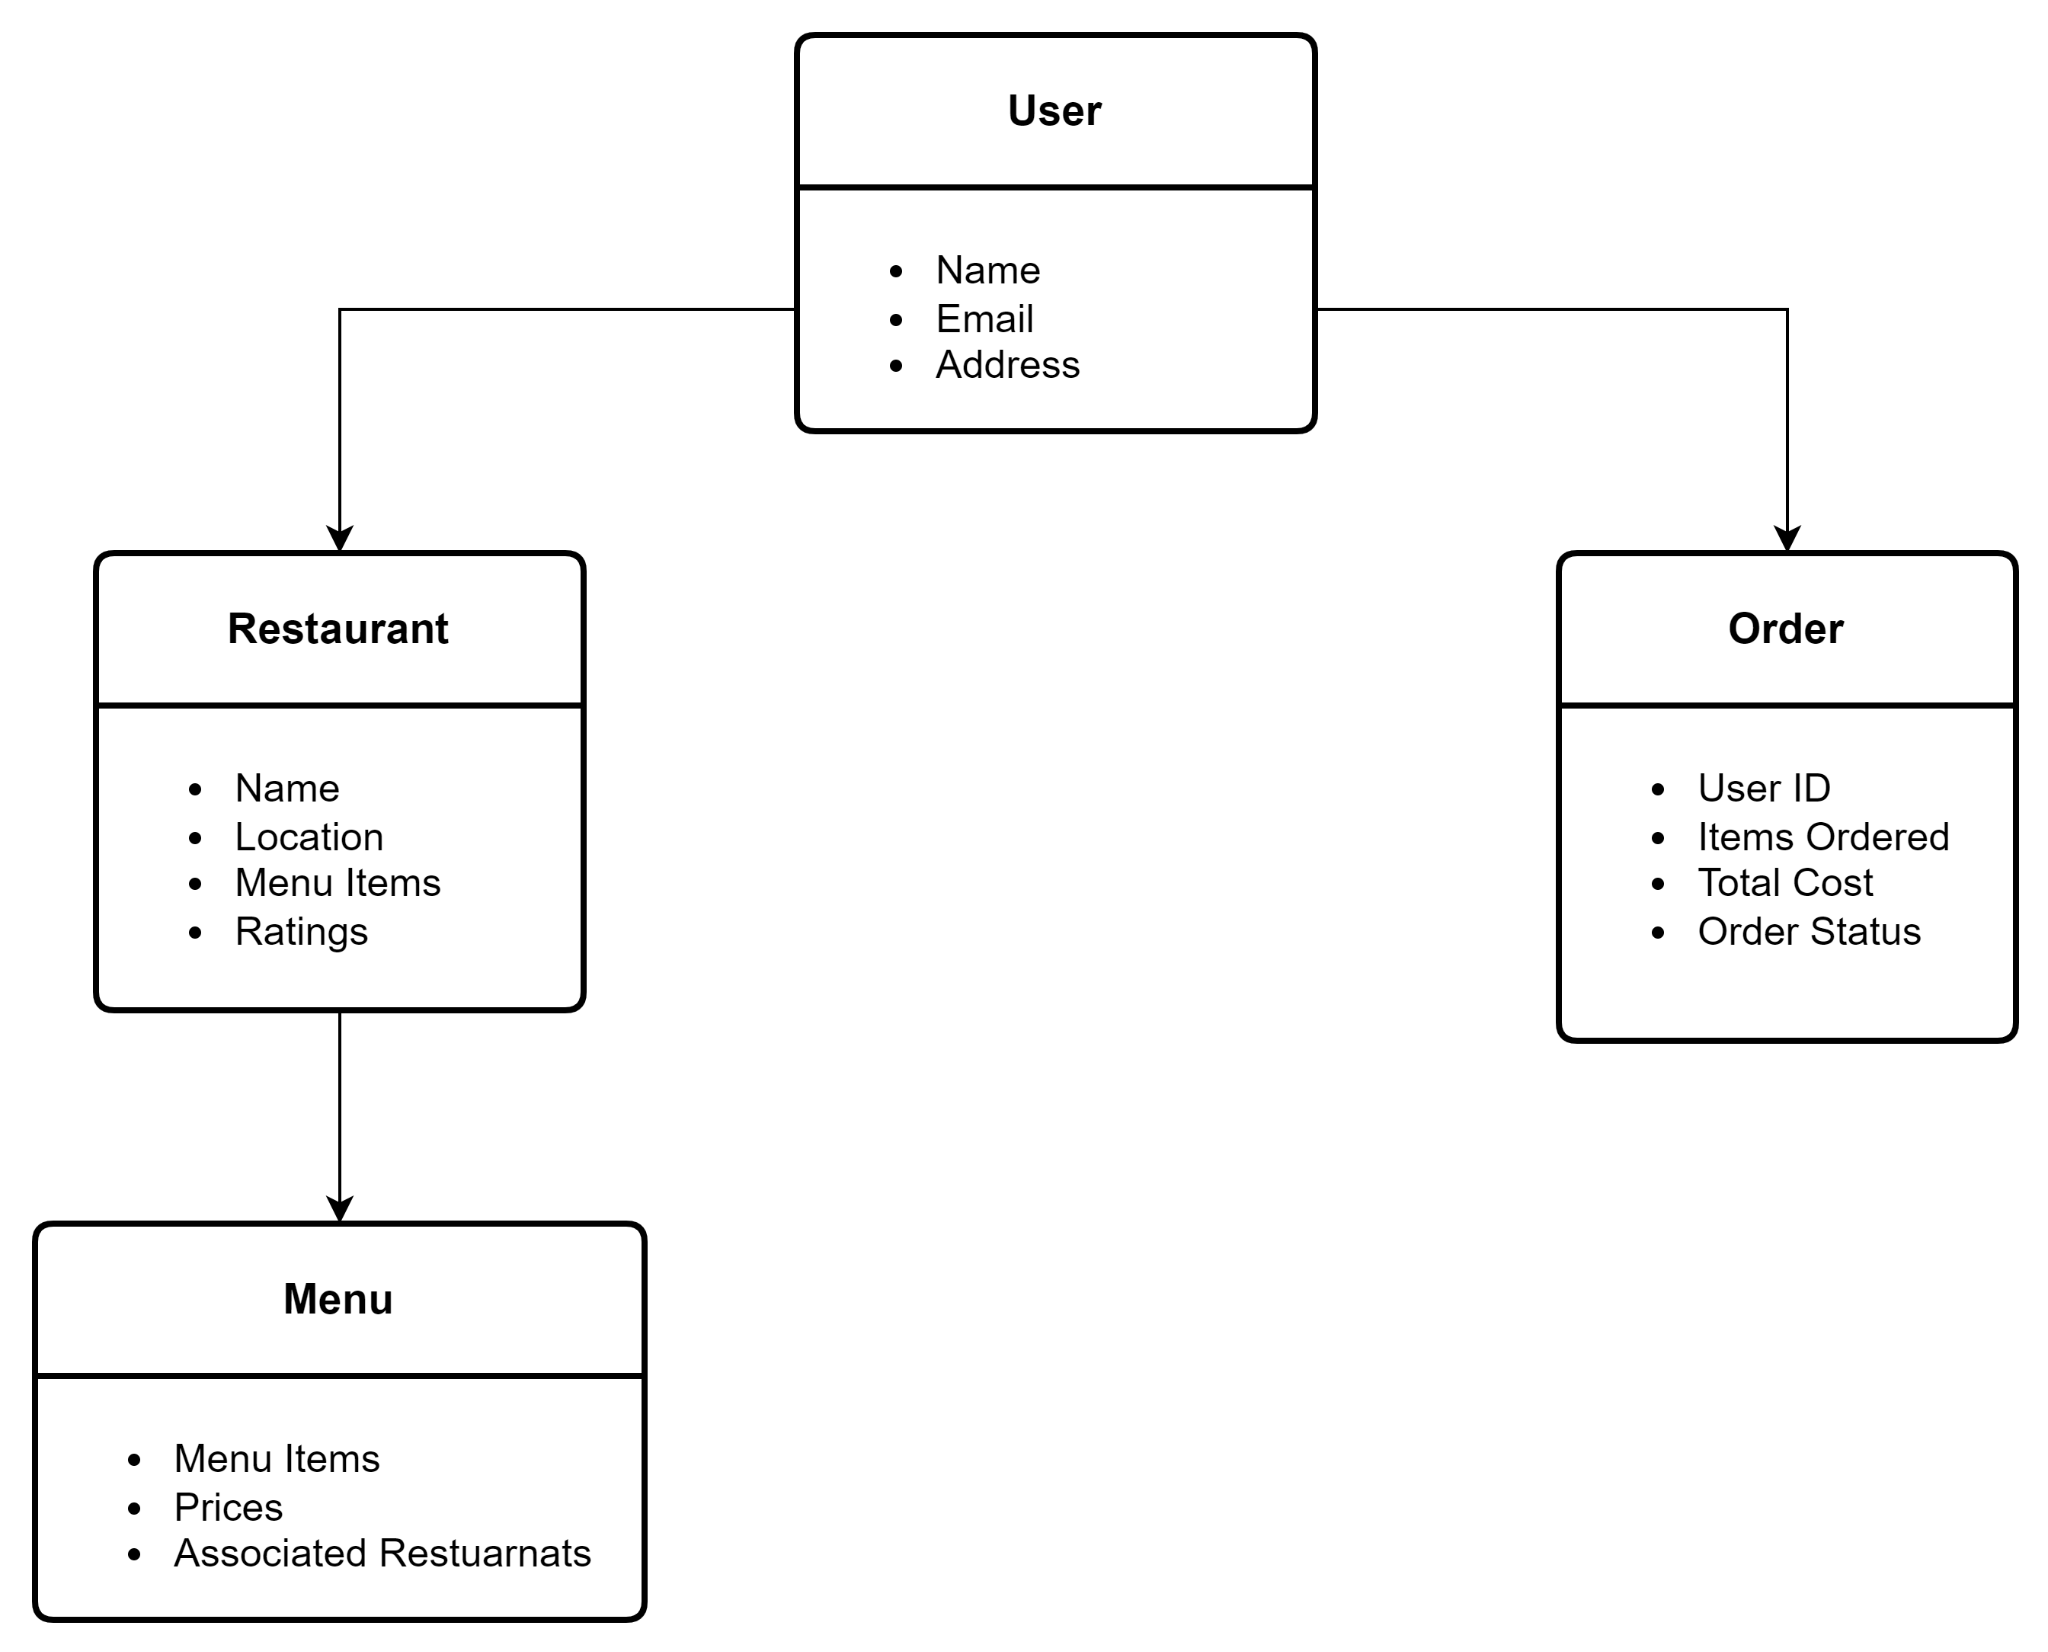 User
Name
Email
Address
Restaurant
Name
Location
Menu Items
Ratings
Order
User ID
Items Ordered
Total Cost
Order Status
Menu
Menu Items
Prices
Associated Restuarnats